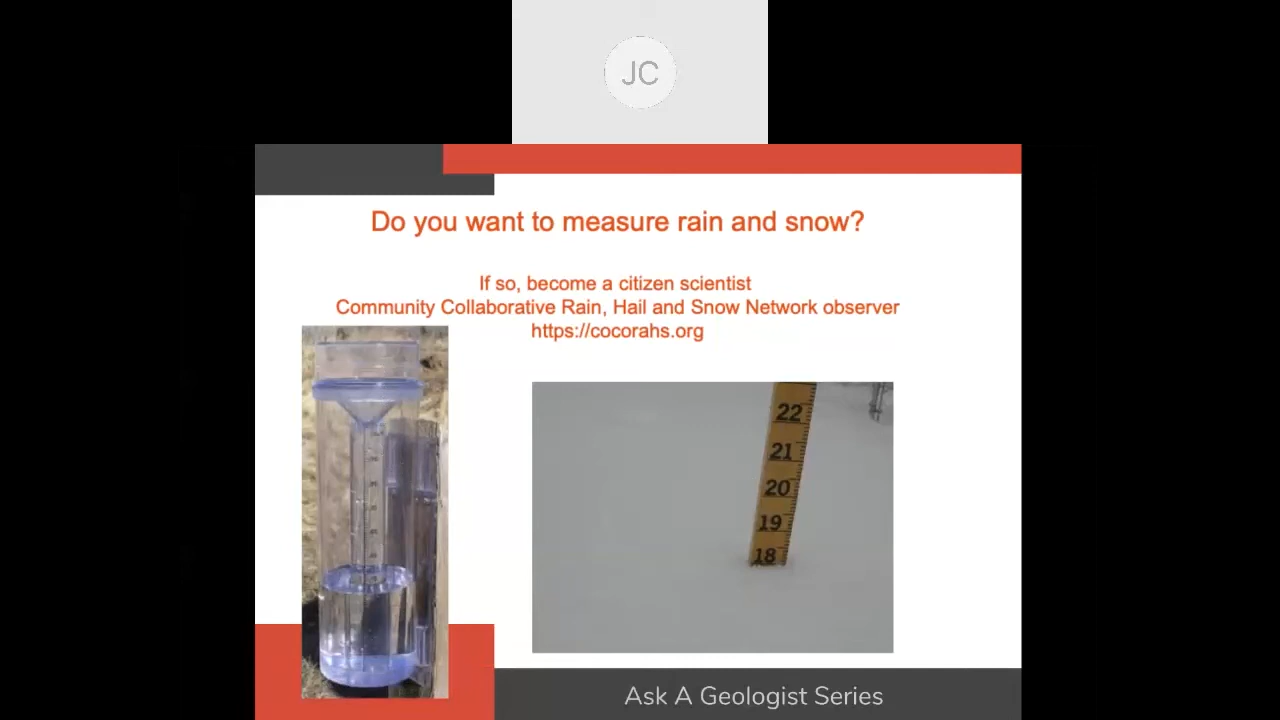 JC
Do you want to measure rain and snow?
If so, become a citizen scientist
Community Collaborative Rain, Hail and Snow Network observer
https://cocorahs.org
22
21
20
19
18
Ask A Geologist Series